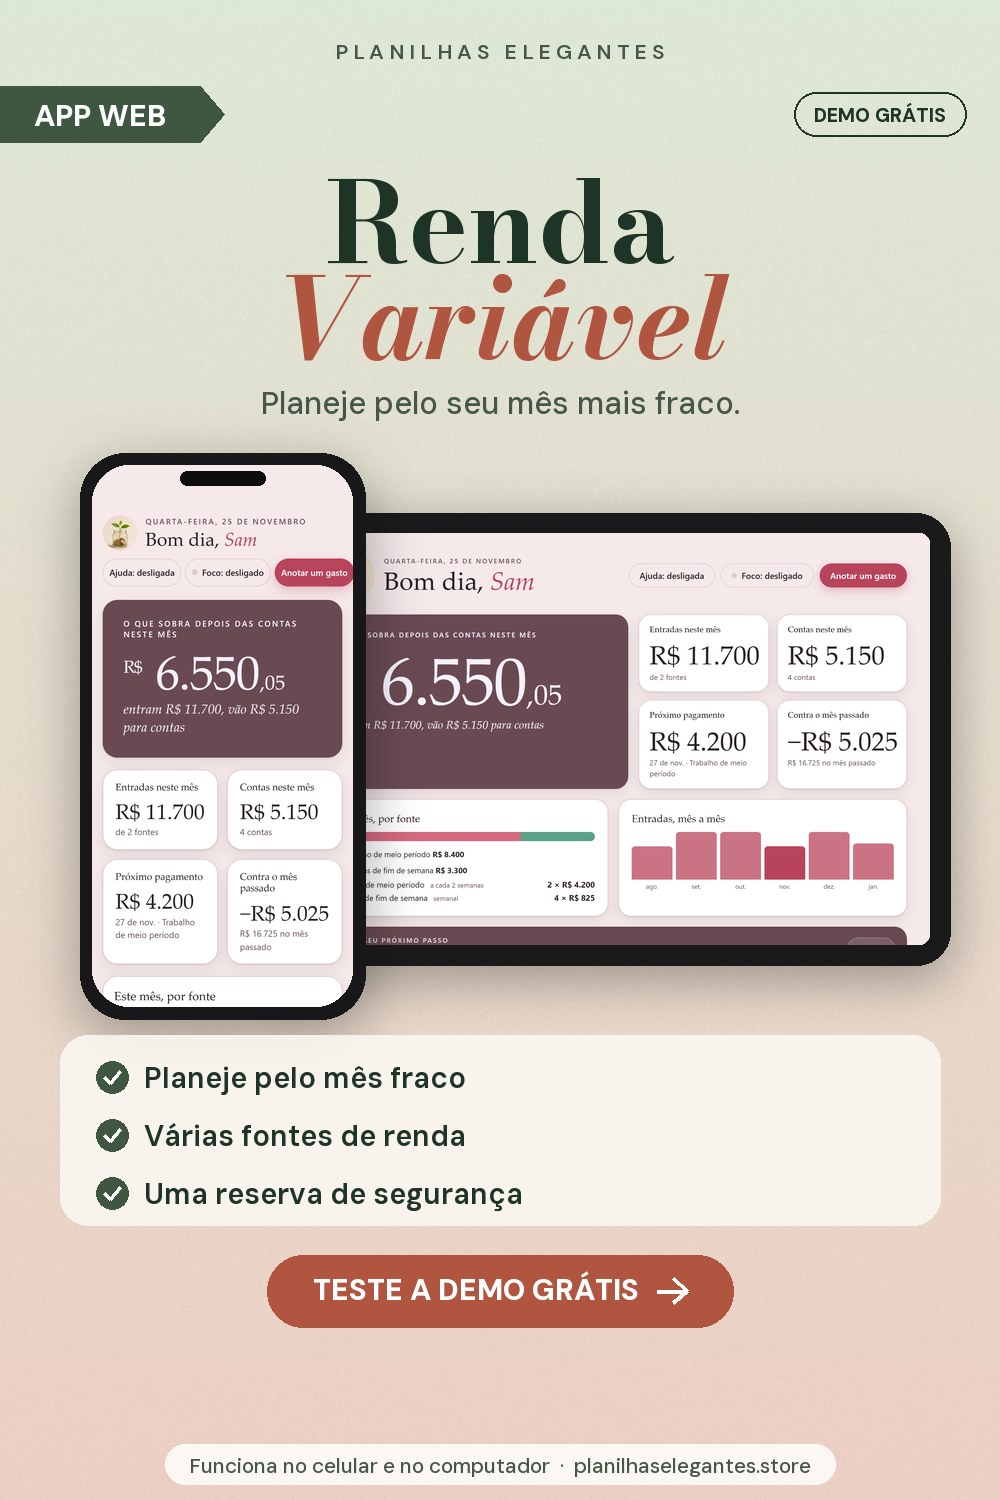 PLANILHAS ELEGANTES
APP WEB
DEMO GRÁTIS
Renda
Variável
Planeje pelo seu mês mais fraco.
QUARTA-FEIRA, 25 DE NOVEMBRO
Bom dia, Sam
Ajuda: desligada
Foco: desligado
Anotar um gasto
O QUE SOBRA DEPOIS DAS CONTAS
NESTE MÊS
R$ 6.550,05
entram R$ 11.700, vão R$ 5.150
para contas
Entradas neste mês
R$ 11.700
de 2 fontes
Contas neste mês
R$ 5.150
4 contas
Próximo pagamento
R$ 4.200
27 de nov. · Trabalho
de meio período
Contra o mês
passado
−R$ 5.025
R$ 16.725 no mês
passado
Este mês, por fonte
QUARTA-FEIRA, 25 DE NOVEMBRO
Bom dia, Sam
Ajuda: desligada
Foco: desligado
Anotar um gasto
SOBRA DEPOIS DAS CONTAS NESTE MÊS
6.550,05
R$ 11.700, vão R$ 5.150 para contas
Entradas neste mês
R$ 11.700
de 2 fontes
Contas neste mês
R$ 5.150
4 contas
Próximo pagamento
R$ 4.200
27 de nov. · Trabalho de meio
período
Contra o mês passado
−R$ 5.025
R$ 16.725 no mês passado
por fonte
de meio período R$ 8.400
de fim de semana R$ 3.300
de meio período a cada 2 semanas 2 × R$ 4.200
de fim de semana semanal 4 × R$ 825
Entradas, mês a mês
ago. set. out. nov. dez. jan.
SEU PRÓXIMO PASSO
Planeje pelo mês fraco
Várias fontes de renda
Uma reserva de segurança
TESTE A DEMO GRÁTIS
Funciona no celular e no computador · planilhaselegantes.store